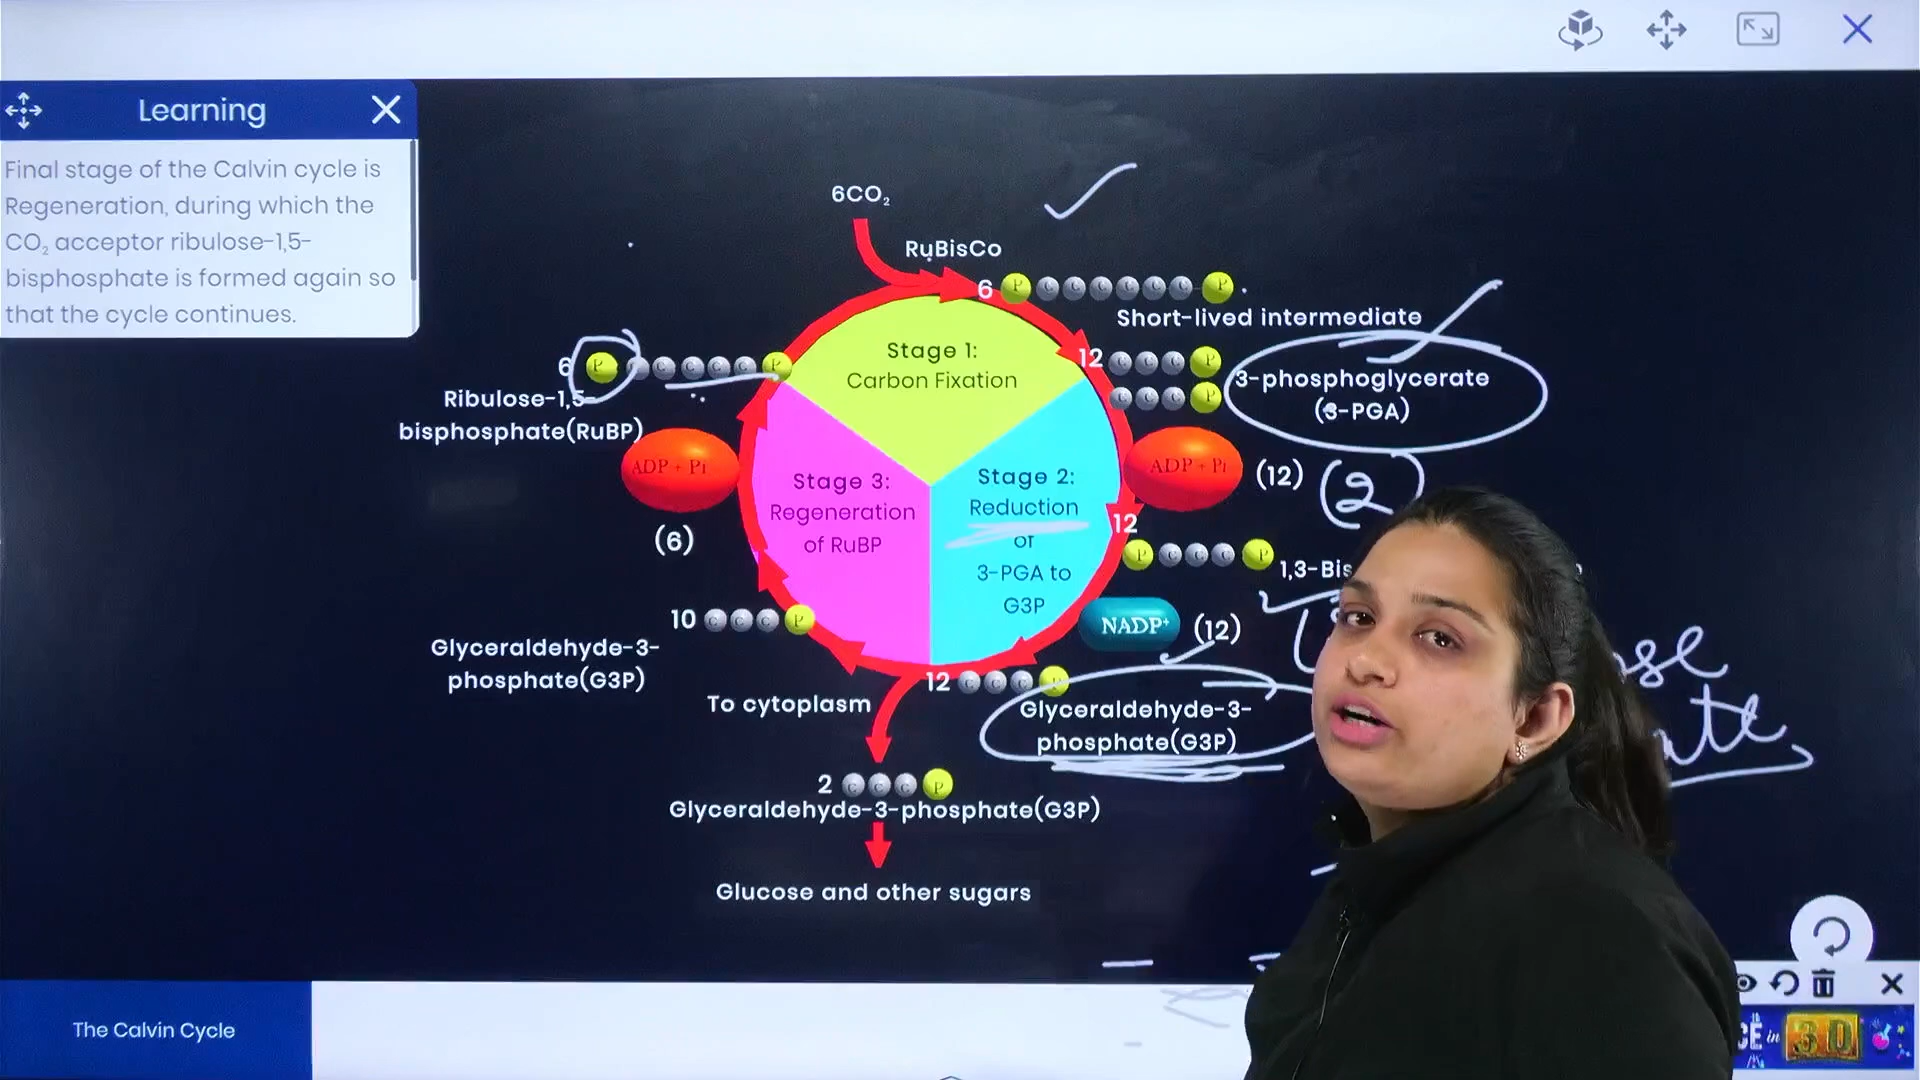 Learning
Final stage of the Calvin cycle is
Regeneration, during which the
CO₂ acceptor ribulose-1,5-
bisphosphate is formed again so
that the cycle continues.
6CO₂
RuBisCo
6 P C C C C C C P
Short-lived intermediate
12 C C C P
C C C P
3-phosphoglycerate
(3-PGA)
6 P C C C C C P
Ribulose-1,5-
bisphosphate(RuBP)
Stage 1:
Carbon Fixation
ADP + Pi
(6)
Stage 3:
Regeneration
of RuBP
Stage 2:
Reduction
of
3-PGA to
G3P
ADP + Pi
(12)
(2)
12
P C C C P
1,3-Bis
NADP⁺
(12)
10 C C C P
Glyceraldehyde-3-
phosphate(G3P)
12 C C C P
Glyceraldehyde-3-
phosphate(G3P)
To cytoplasm
2 C C C P
Glyceraldehyde-3-phosphate(G3P)
Glucose and other sugars
The Calvin Cycle
in 3D